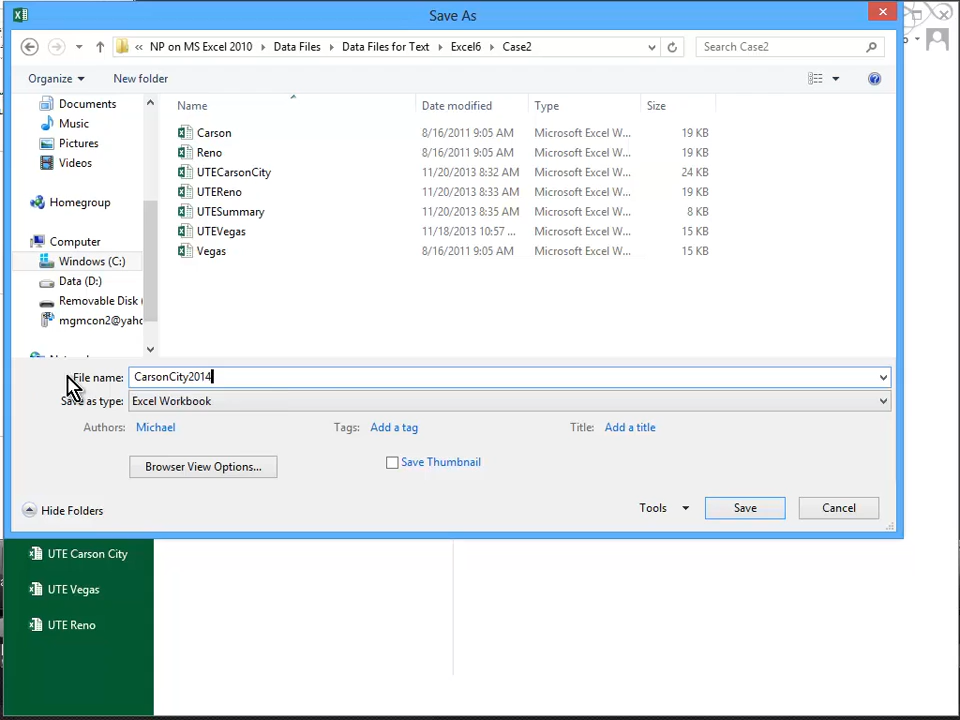 Save As
« NP on MS Excel 2010 Data Files Data Files for Text Excel6 Case2
Search Case2
Organize New folder
Name Date modified Type Size
Documents
Music
Pictures
Videos
Homegroup
Computer
Windows (C:)
Data (D:)
Removable Disk (
mgmcon2@yaho
Carson 8/16/2011 9:05 AM Microsoft Excel W... 19 KB
Reno 8/16/2011 9:05 AM Microsoft Excel W... 19 KB
UTECarsonCity 11/20/2013 8:32 AM Microsoft Excel W... 24 KB
UTEReno 11/20/2013 8:33 AM Microsoft Excel W... 19 KB
UTESummary 11/20/2013 8:35 AM Microsoft Excel W... 8 KB
UTEVegas 11/18/2013 10:57 ... Microsoft Excel W... 15 KB
Vegas 8/16/2011 9:05 AM Microsoft Excel W... 15 KB
File name: CarsonCity2014
Save as type: Excel Workbook
Authors: Michael Tags: Add a tag Title: Add a title
Browser View Options... Save Thumbnail
Hide Folders Tools Save Cancel
UTE Carson City
UTE Vegas
UTE Reno